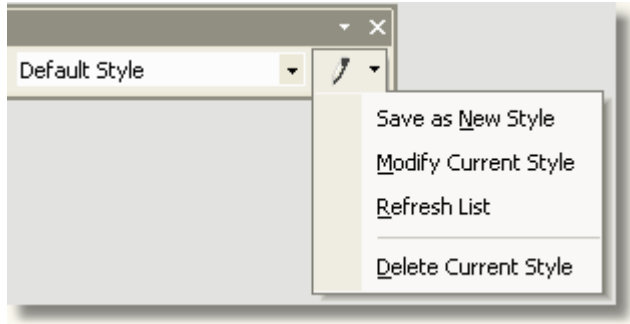 Default Style
Save as New Style
Modify Current Style
Refresh List
Delete Current Style